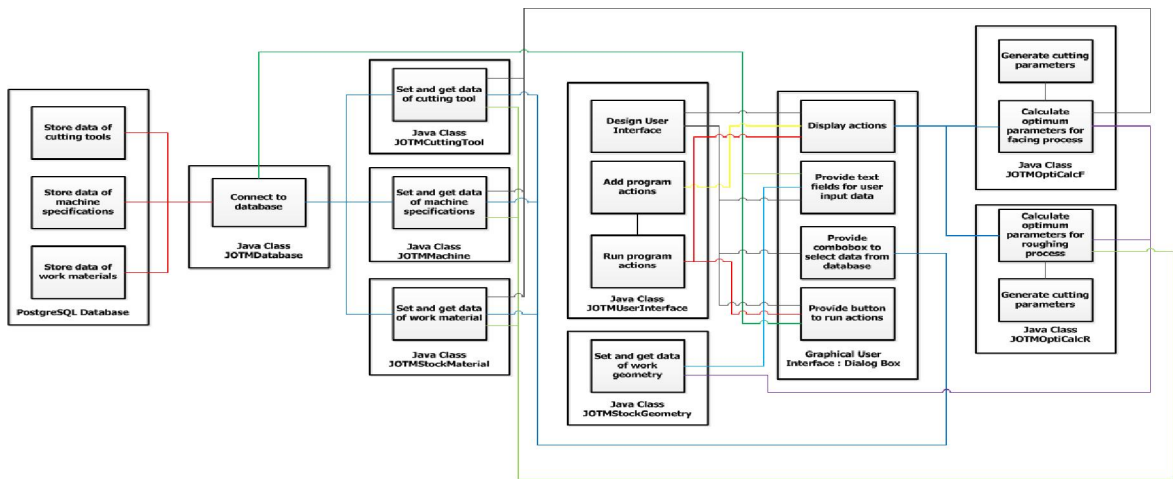 Store data of
cutting tools
Store data of
machine
specifications
Store data of
work materials
PostgreSQL Database
Connect to
database
Java Class
JOTMDatabase
Set and get data
of cutting tool
Java Class
JOTMCuttingTool
Set and get data
of machine
specifications
Java Class
JOTMMachine
Set and get data
of work material
Java Class
JOTMStockMaterial
Design User
Interface
Add program
actions
Run program
actions
Java Class
JOTMUserInterface
Set and get data
of work
geometry
Java Class
JOTMStockGeometry
Display actions
Provide text
fields for user
input data
Provide
combobox to
select data from
database
Provide button
to run actions
Graphical User
Interface : Dialog Box
Generate cutting
parameters
Calculate
optimum
parameters for
facing process
Java Class
JOTMOptiCalcF
Calculate
optimum
parameters for
roughing
process
Generate cutting
parameters
Java Class
JOTMOptiCalcR